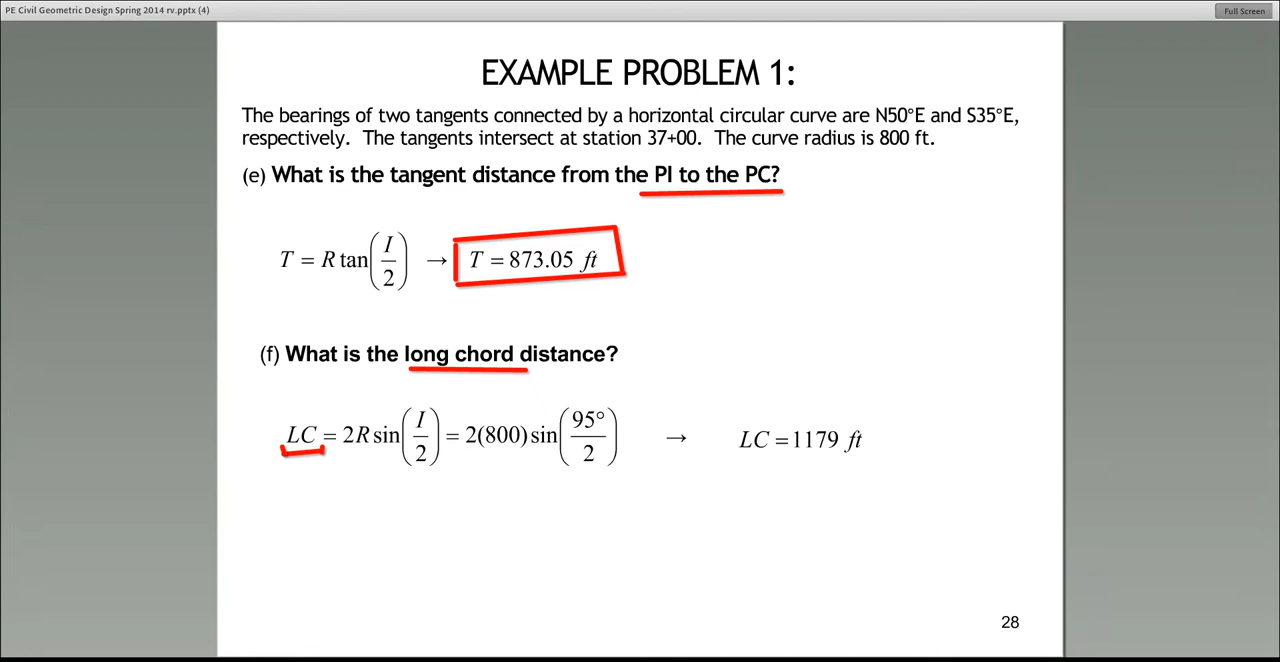 PE Civil Geometric Design Spring 2014 rv.pptx (4)
Full Screen
EXAMPLE PROBLEM 1:
The bearings of two tangents connected by a horizontal circular curve are N50°E and S35°E,
respectively. The tangents intersect at station 37+00. The curve radius is 800 ft.
(e) What is the tangent distance from the PI to the PC?
T = R tan(I/2) → T = 873.05 ft
(f) What is the long chord distance?
LC = 2R sin(I/2) = 2(800) sin(95°/2) → LC = 1179 ft
28